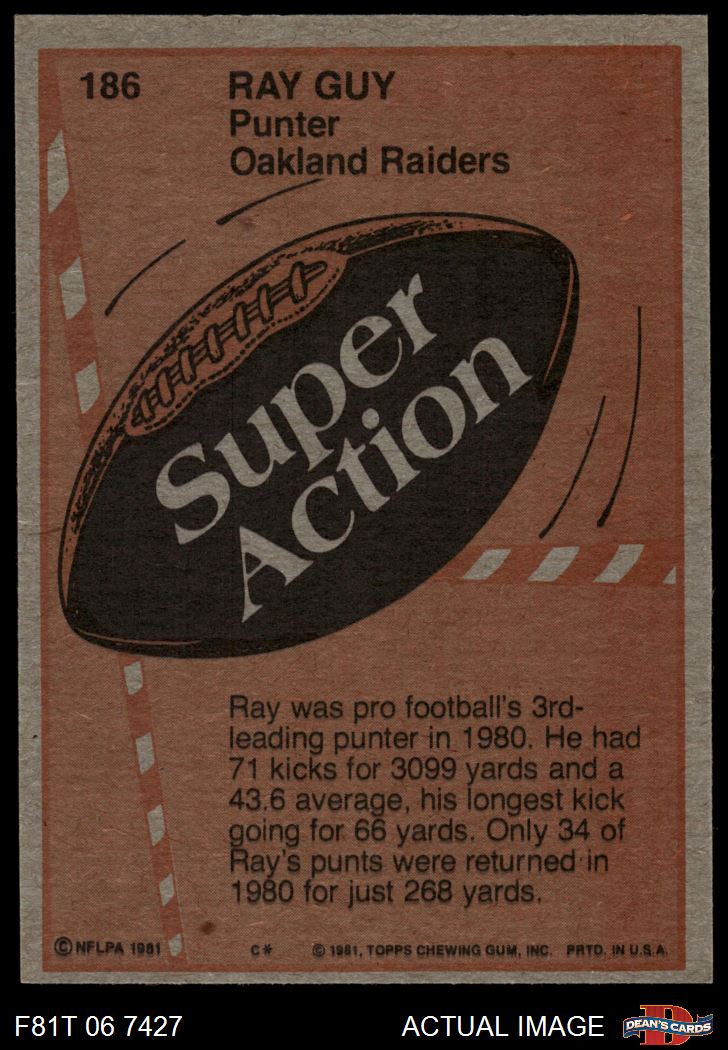 186
RAY GUY
Punter
Oakland Raiders
Super
Action
Ray was pro football's 3rd-
leading punter in 1980. He had
71 kicks for 3099 yards and a
43.6 average, his longest kick
going for 66 yards. Only 34 of
Ray's punts were returned in
1980 for just 268 yards.
© NFLPA 1981 C* © 1981, TOPPS CHEWING GUM, INC. PRTD. IN U.S.A.
F81T 06 7427 ACTUAL IMAGE D DEAN'S CARDS